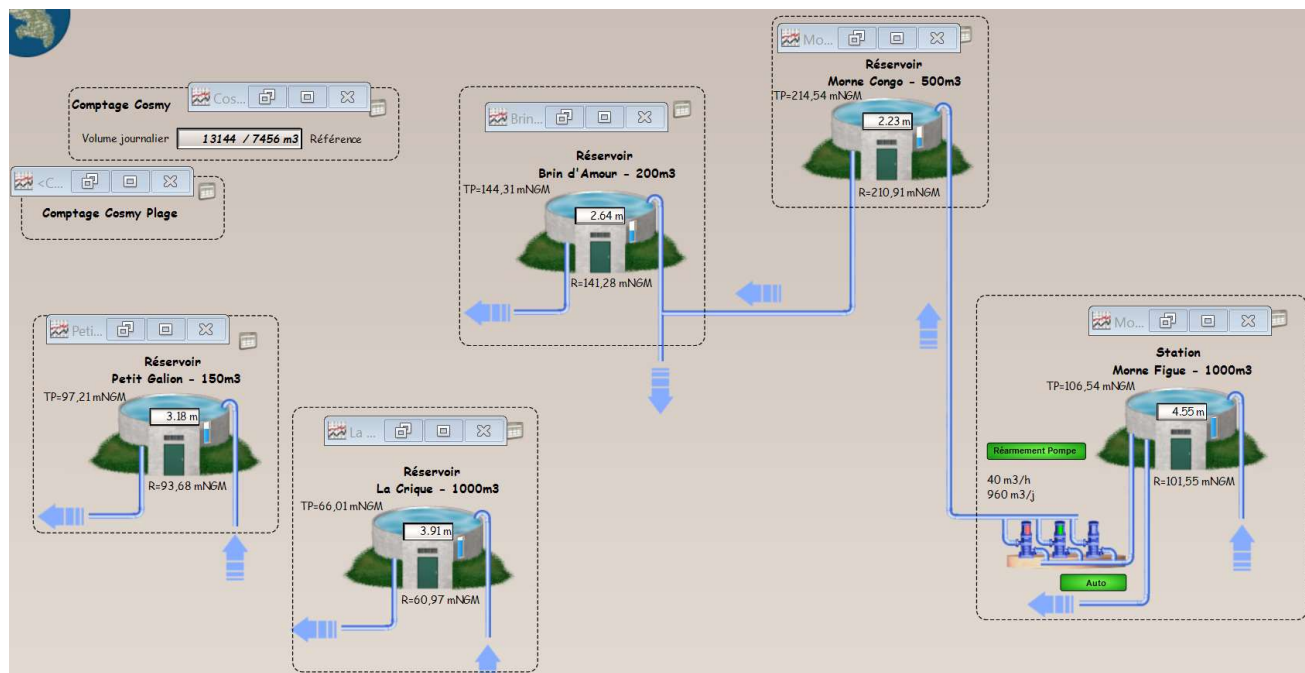 Comptage Cosmy
Cos...
Volume journalier 13144 / 7456 m3 Référence
<C...
Comptage Cosmy Plage
Brin...
Réservoir
Brin d'Amour - 200m3
TP=144,31 mNGM
2.64 m
R=141,28 mNGM
Mo...
Réservoir
Morne Congo - 500m3
TP=214,54 mNGM
2.23 m
R=210,91 mNGM
Peti...
Réservoir
Petit Galion - 150m3
TP=97,21 mNGM
3.18 m
R=93,68 mNGM
La ...
Réservoir
La Crique - 1000m3
TP=66,01 mNGM
3.91 m
R=60,97 mNGM
Mo...
Station
Morne Figue - 1000m3
TP=106,54 mNGM
4.55 m
R=101,55 mNGM
Réarmement Pompe
40 m3/h
960 m3/j
Auto